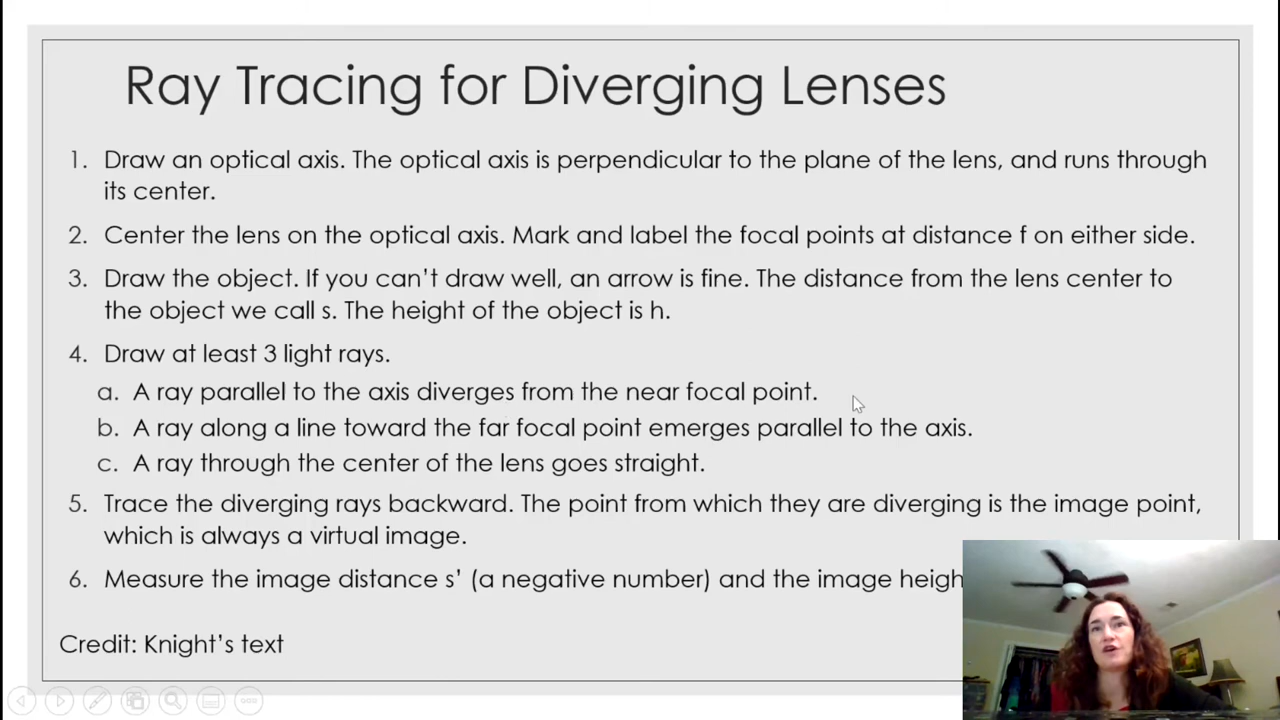 Ray Tracing for Diverging Lenses
1. Draw an optical axis. The optical axis is perpendicular to the plane of the lens, and runs through
its center.
2. Center the lens on the optical axis. Mark and label the focal points at distance f on either side.
3. Draw the object. If you can’t draw well, an arrow is fine. The distance from the lens center to
the object we call s. The height of the object is h.
4. Draw at least 3 light rays.
a. A ray parallel to the axis diverges from the near focal point.
b. A ray along a line toward the far focal point emerges parallel to the axis.
c. A ray through the center of the lens goes straight.
5. Trace the diverging rays backward. The point from which they are diverging is the image point,
which is always a virtual image.
6. Measure the image distance s’ (a negative number) and the image heigh
Credit: Knight’s text